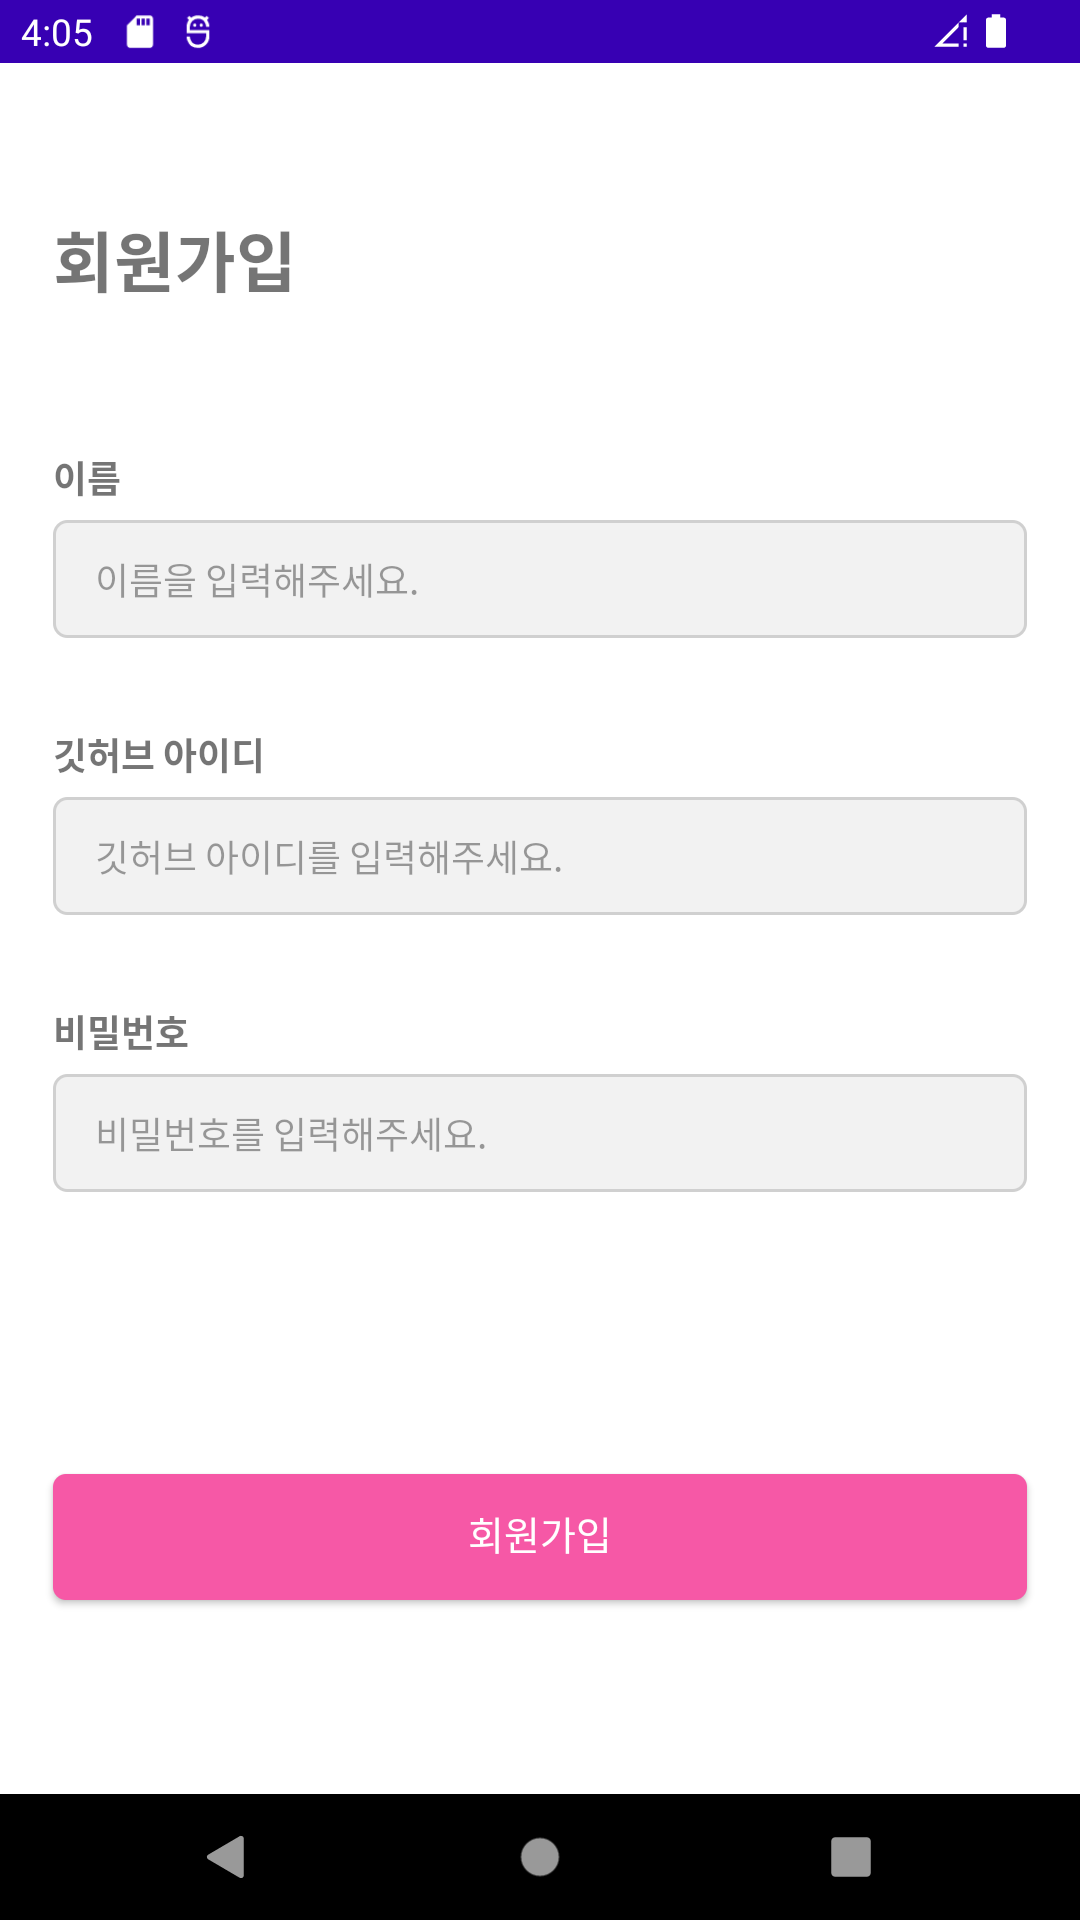 4:05
회원가입
이름
이름을 입력해주세요.
깃허브 아이디
깃허브 아이디를 입력해주세요.
비밀번호
비밀번호를 입력해주세요.
회원가입